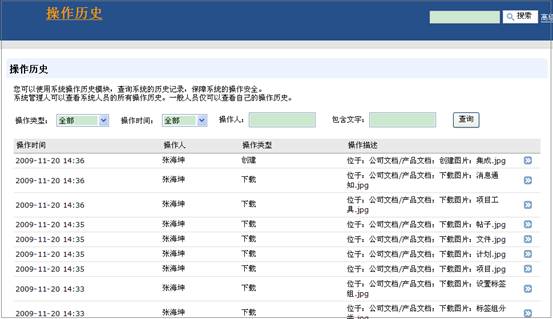 操作历史
搜索
高级
操作历史
您可以使用系统操作历史模块，查询系统的历史记录，保障系统的操作安全。
系统管理人可以查看系统人员的所有操作历史。一般人员仅可以查看自己的操作历史。
操作类型： 全部 操作时间： 全部 操作人： 包含文字： 查询
操作时间 操作人 操作类型 操作描述
2009-11-20 14:36 张海坤 创建 位于：公司文档/产品文档；创建图片：集成.jpg
2009-11-20 14:36 张海坤 下载 位于：公司文档/产品文档；下载图片：消息通
知.jpg
2009-11-20 14:36 张海坤 下载 位于：公司文档/产品文档；下载图片：项目工
具.jpg
2009-11-20 14:35 张海坤 下载 位于：公司文档/产品文档；下载图片：帖子.jpg
2009-11-20 14:35 张海坤 下载 位于：公司文档/产品文档；下载图片：文件.jpg
2009-11-20 14:35 张海坤 下载 位于：公司文档/产品文档；下载图片：计划.jpg
2009-11-20 14:35 张海坤 下载 位于：公司文档/产品文档；下载图片：项目.jpg
2009-11-20 14:33 张海坤 下载 位于：公司文档/产品文档；下载图片：设置标签
组.jpg
2009-11-20 14:33 张海坤 下载 位于：公司文档/产品文档；下载图片：标签组分